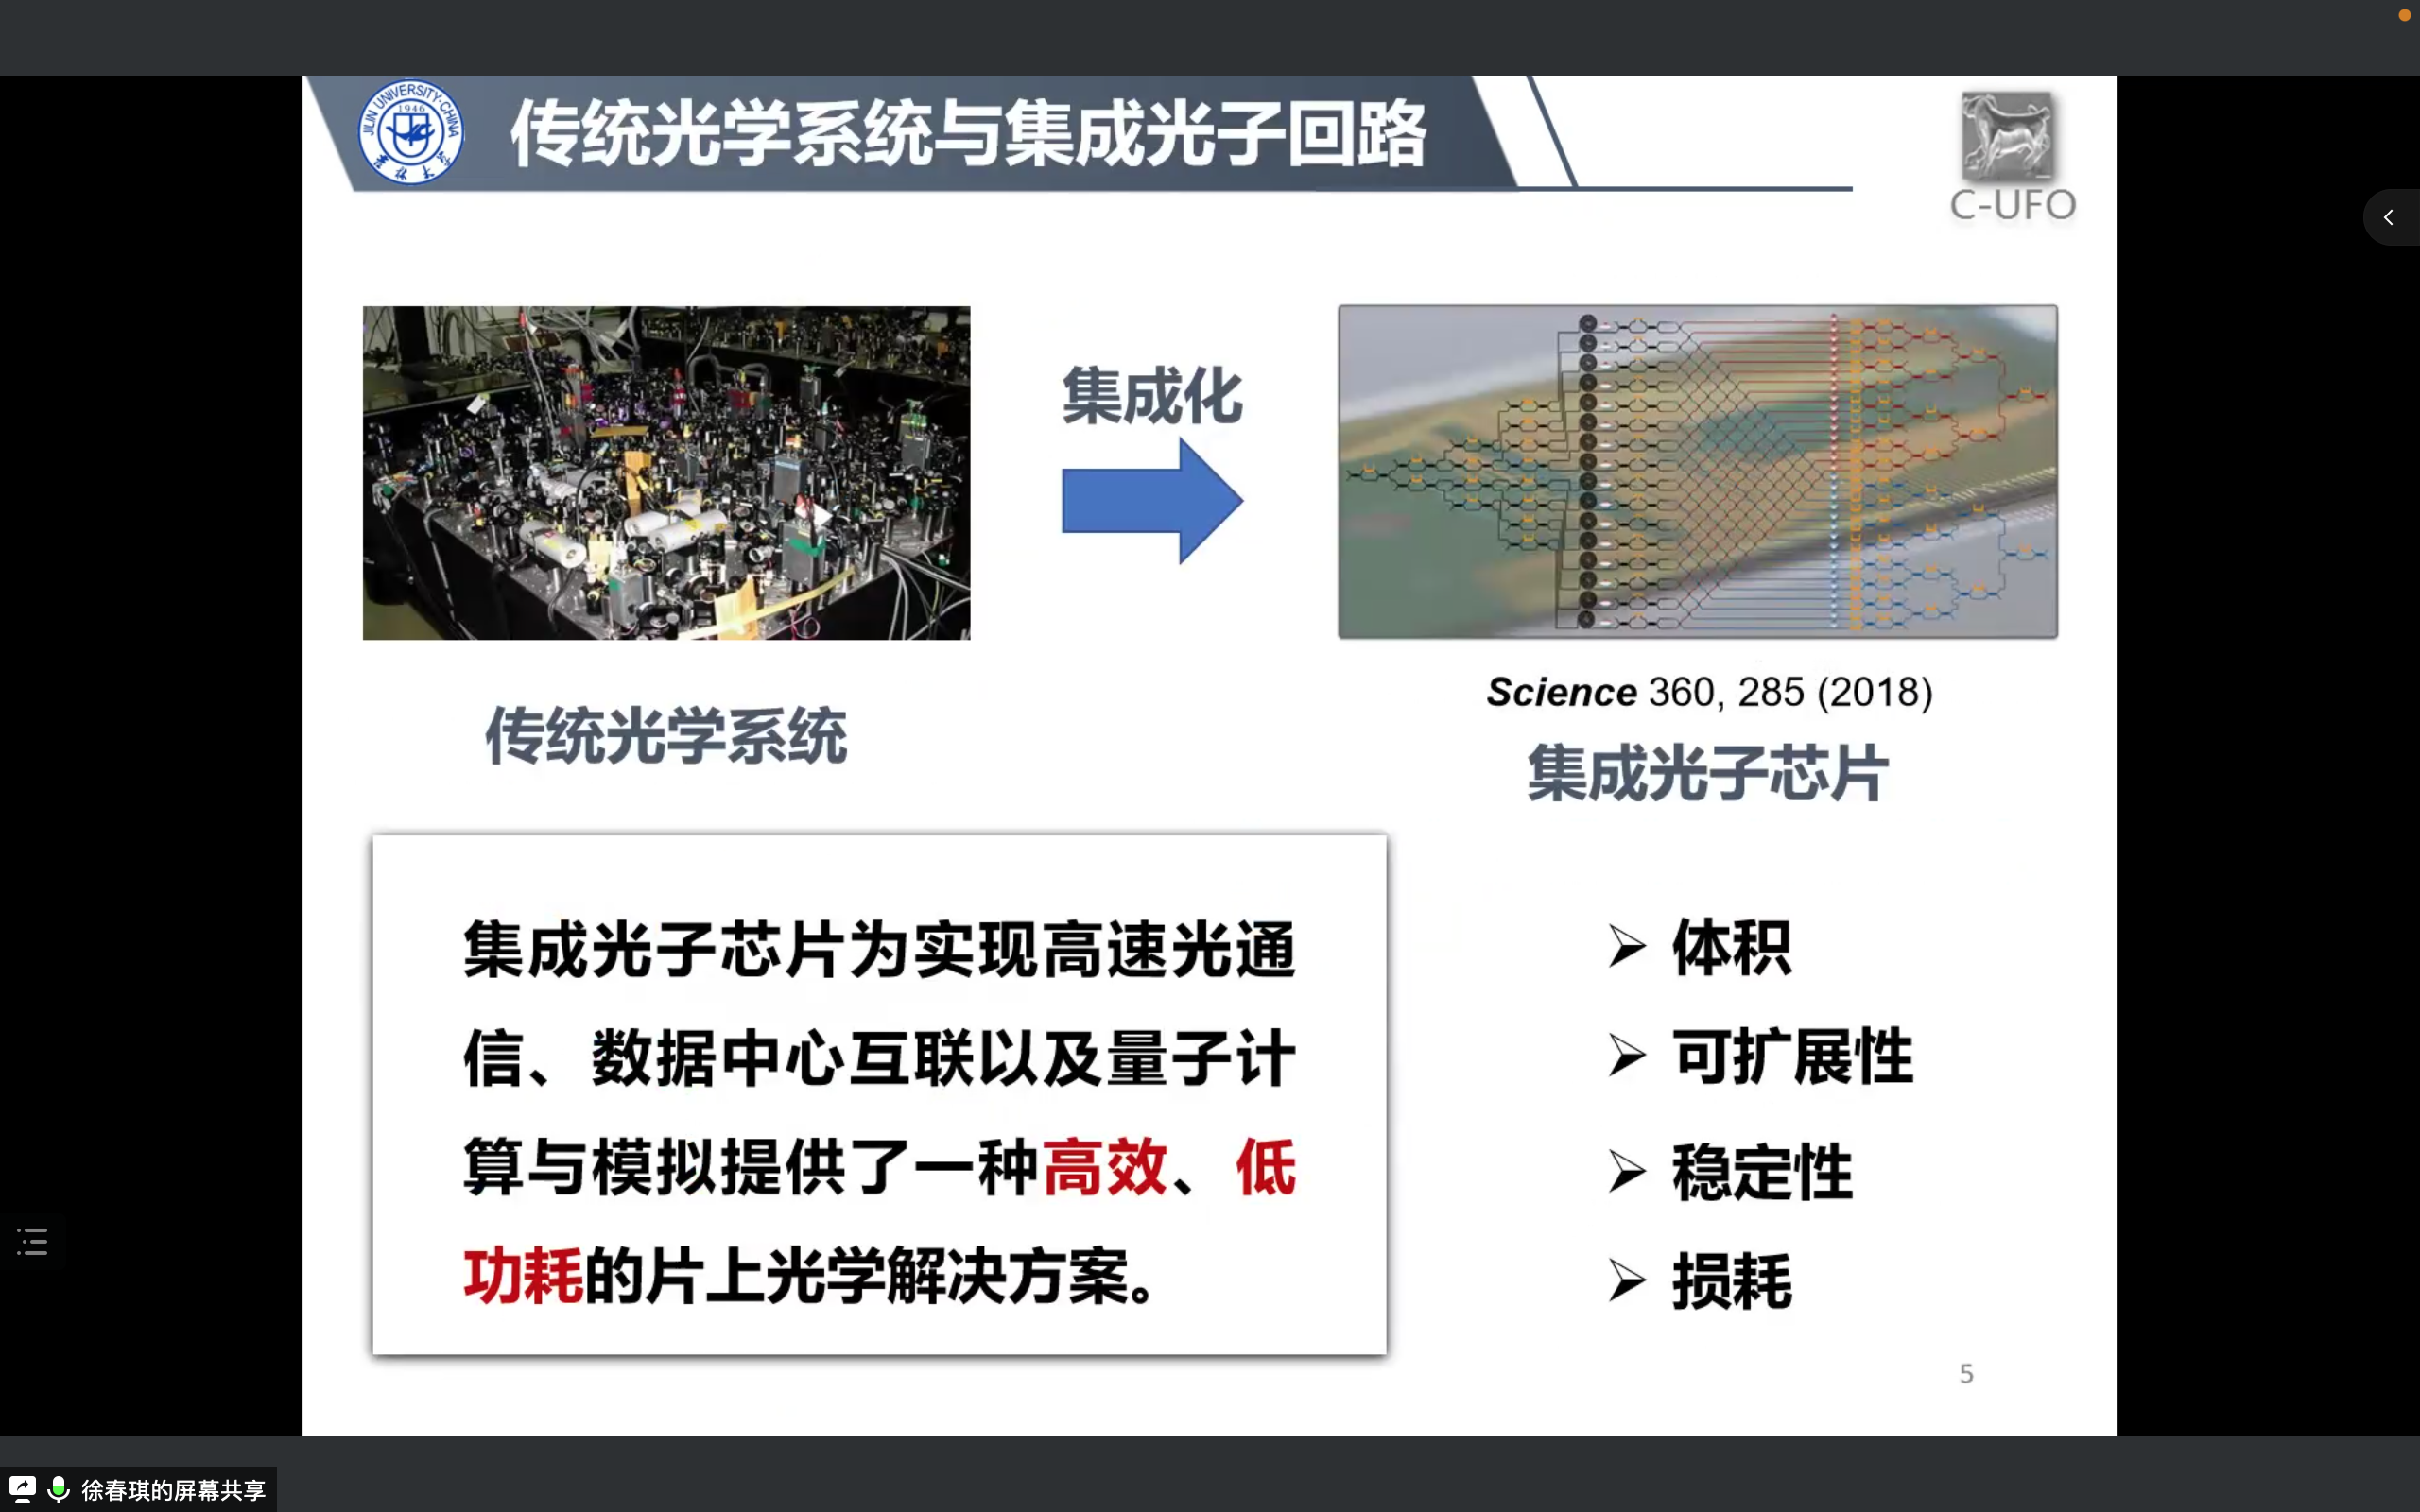 JILIN UNIVERSITY·CHINA
1946
传统光学系统与集成光子回路
C-UFO
集成化
传统光学系统
Science 360, 285 (2018)
集成光子芯片
集成光子芯片为实现高速光通
信、数据中心互联以及量子计
算与模拟提供了一种高效、低
功耗的片上光学解决方案。
➢ 体积
➢ 可扩展性
➢ 稳定性
➢ 损耗
5
徐春琪的屏幕共享